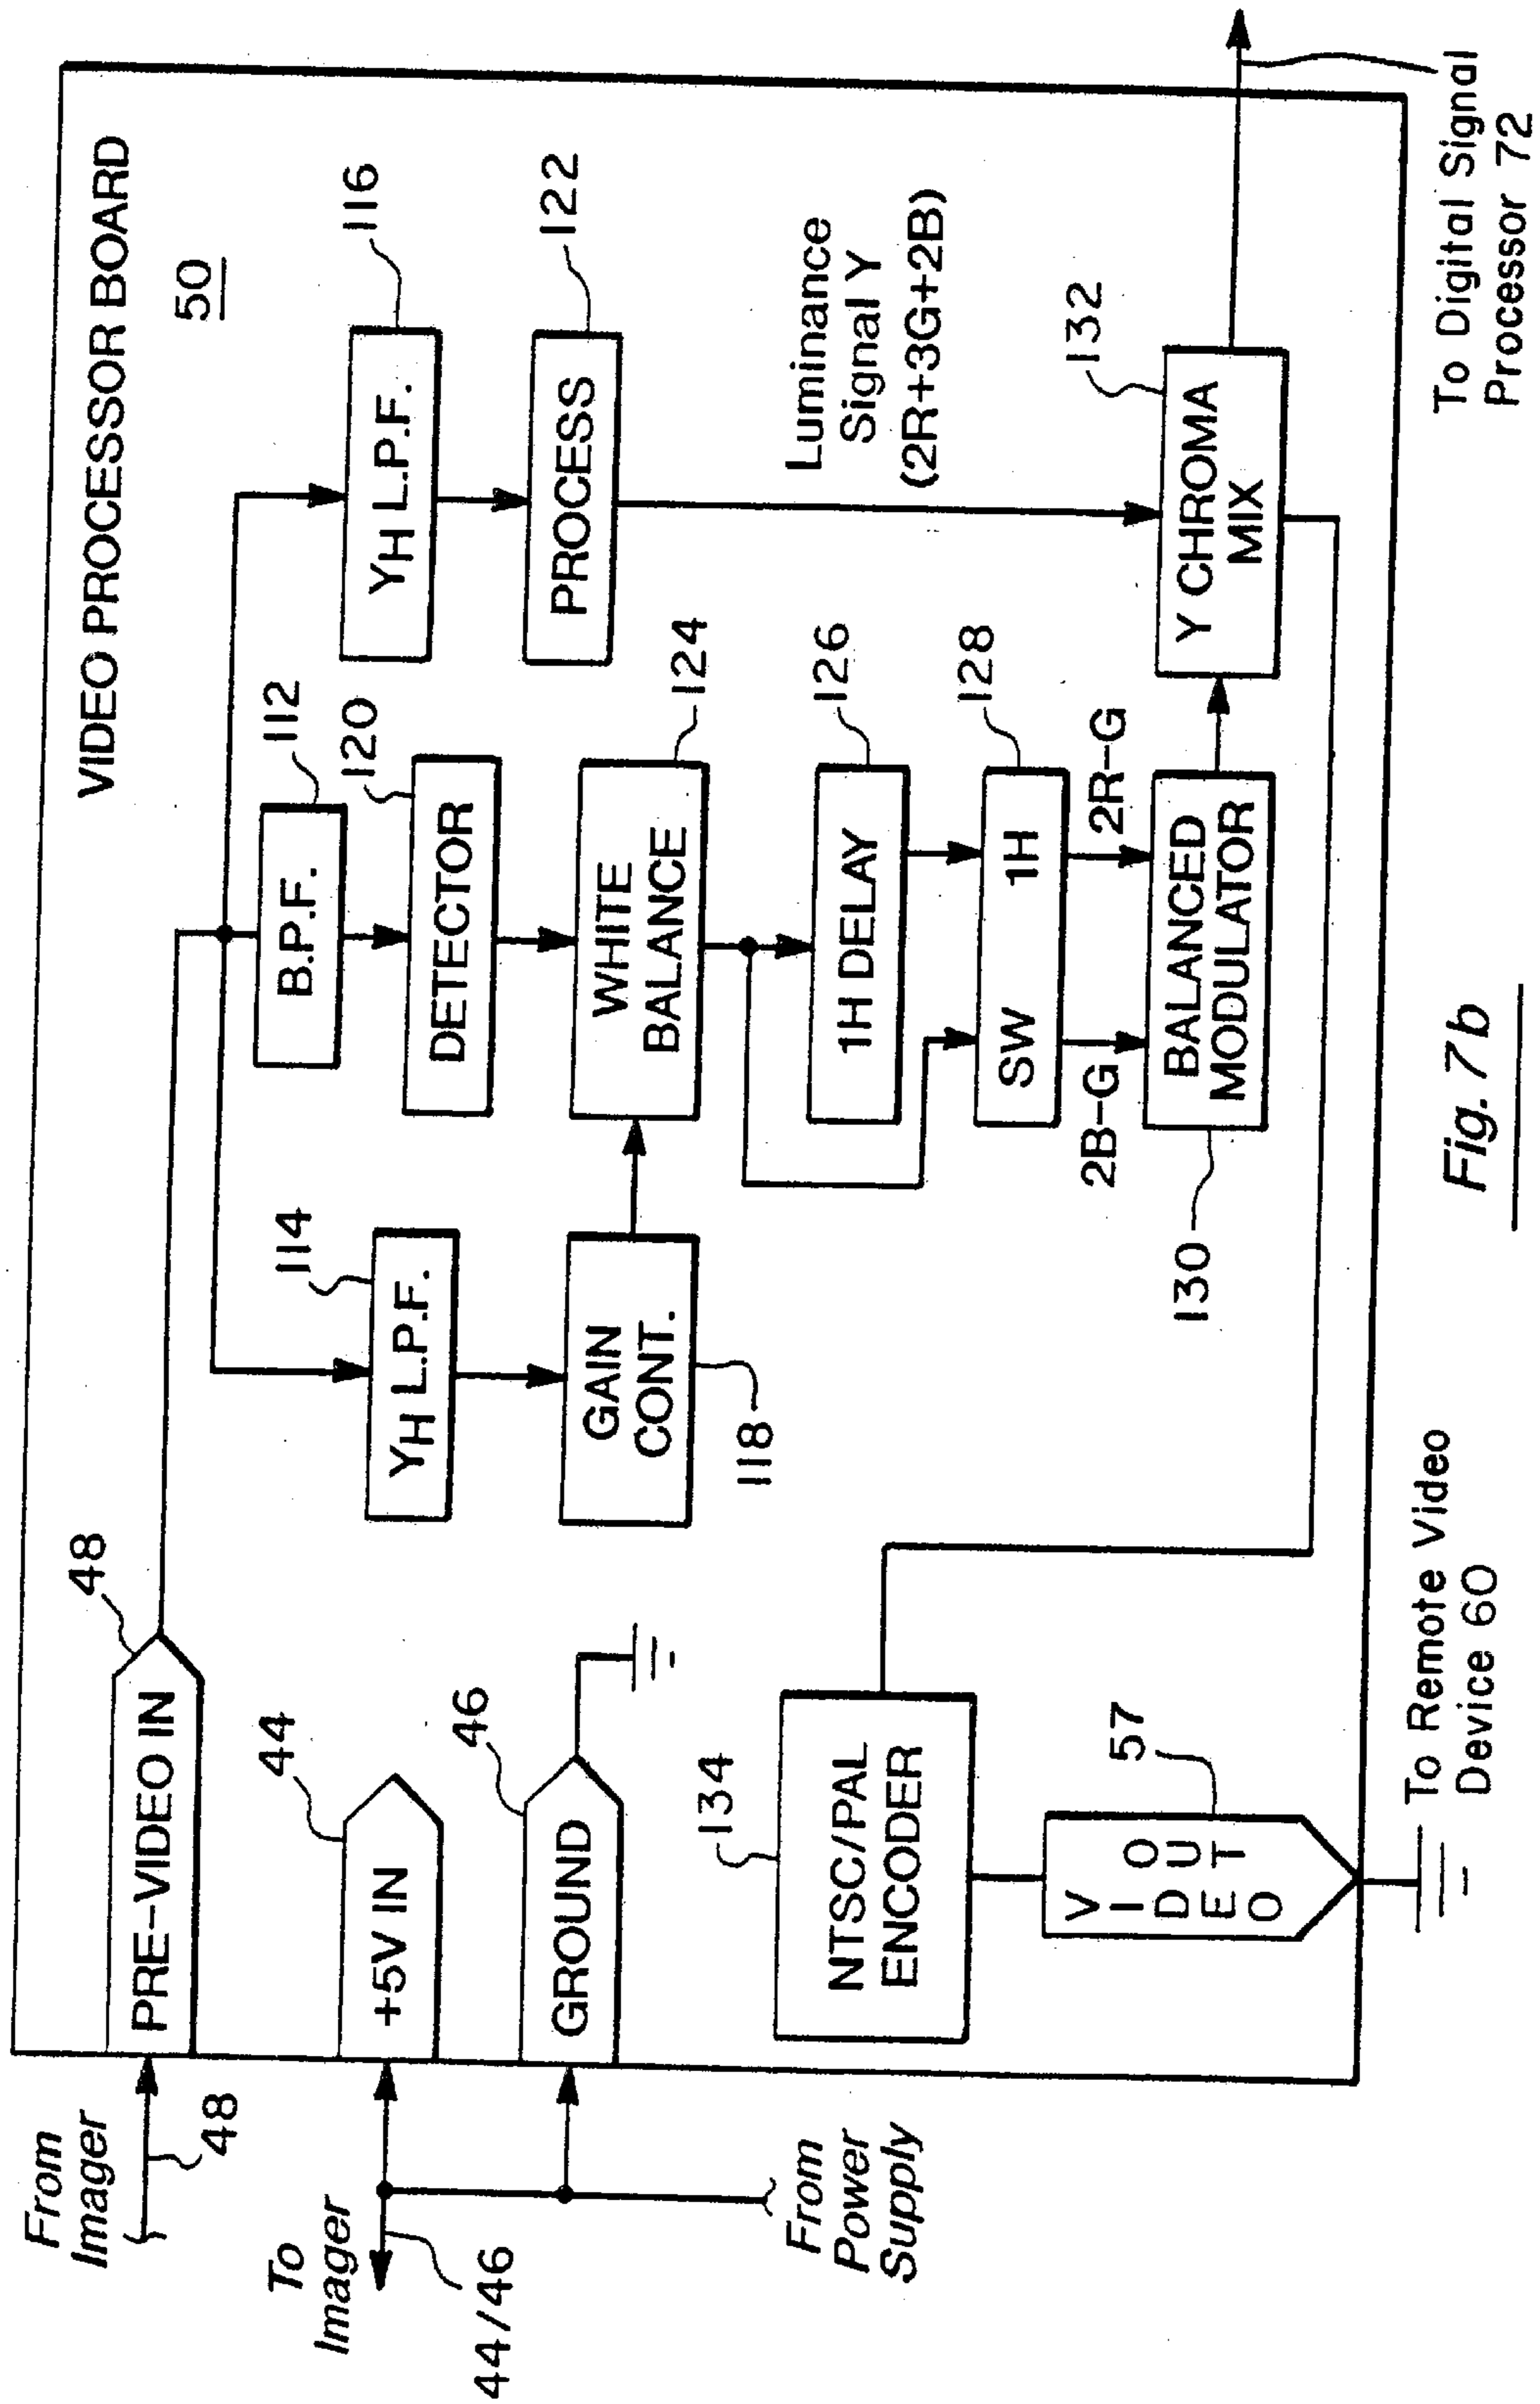 VIDEO PROCESSOR BOARD
50
From
Imager
48
PRE-VIDEO IN
48
To
Imager
44/46
+5V IN
44
GROUND
46
From
Power
Supply
B.P.F.
112
YH L.P.F.
114
YH L.P.F.
116
DETECTOR
120
PROCESS
122
GAIN
CONT.
118
WHITE
BALANCE
124
1H DELAY
126
Luminance
Signal Y
(2R+3G+2B)
SW 1H
128
2B-G
2R-G
BALANCED
MODULATOR
130
Y CHROMA
MIX
132
NTSC/PAL
ENCODER
134
VIDEO
OUT
57
To Remote Video
Device 60
To Digital Signal
Processor 72
Fig. 7b